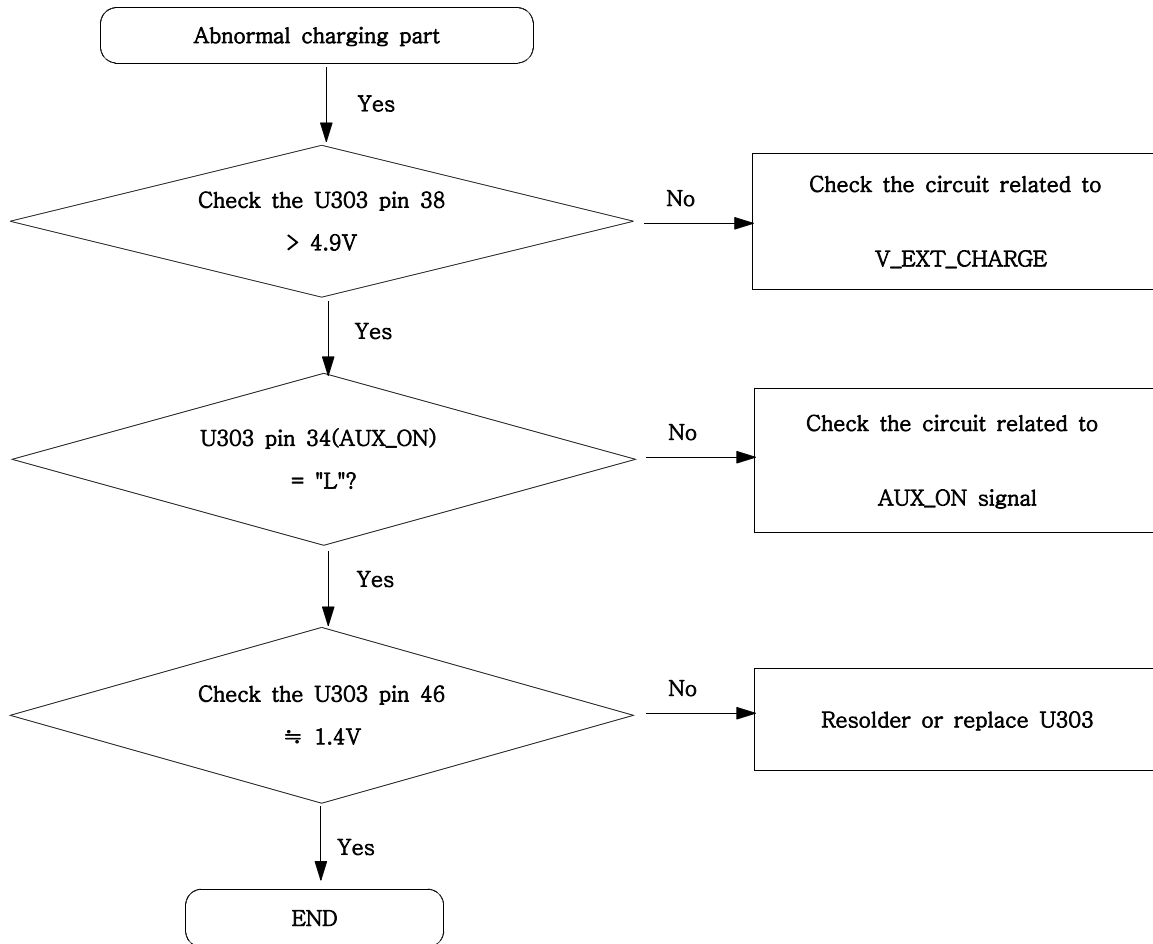 Abnormal charging part
Yes
Check the U303 pin 38
> 4.9V
No
Check the circuit related to
V_EXT_CHARGE
Yes
U303 pin 34(AUX_ON)
= "L"?
No
Check the circuit related to
AUX_ON signal
Yes
Check the U303 pin 46
≒ 1.4V
No
Resolder or replace U303
Yes
END